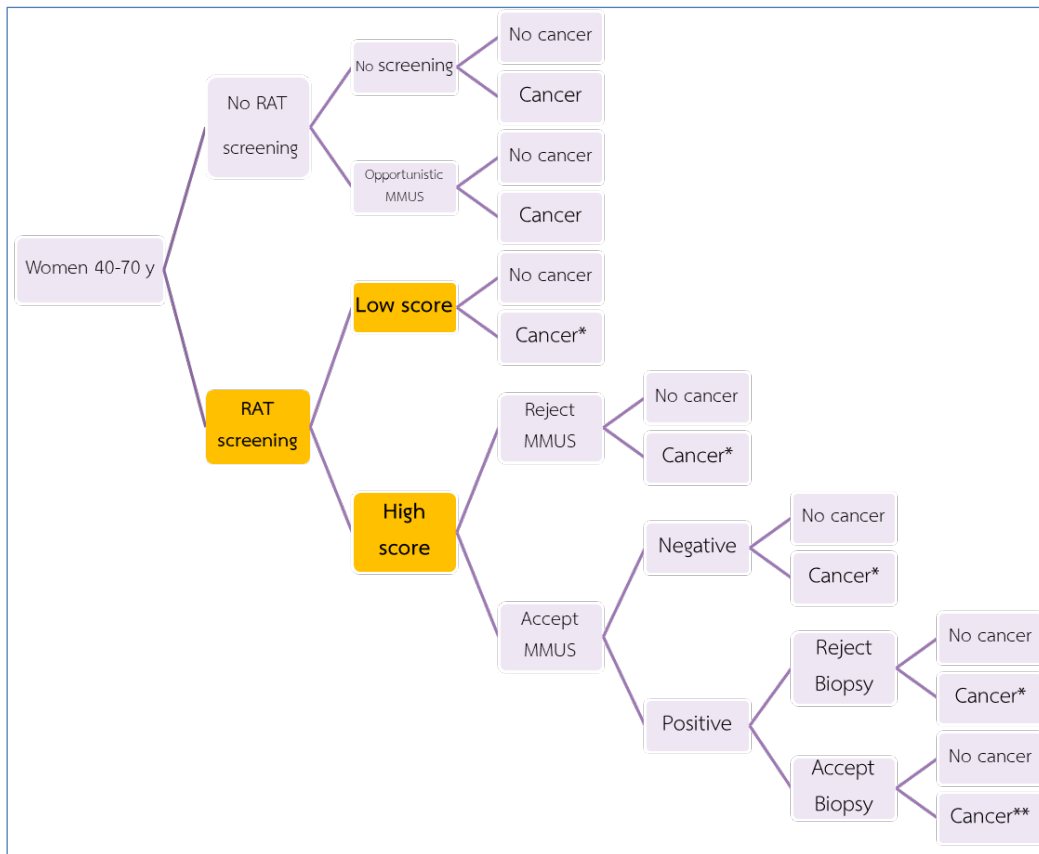 No cancer
No screening
Cancer
No RAT
screening
No cancer
Opportunistic
MMUS
Cancer
Women 40-70 y
No cancer
Low score
Cancer*
RAT
screening
Reject
MMUS
No cancer
Cancer*
High
score
No cancer
Negative
Cancer*
Accept
MMUS
No cancer
Reject
Biopsy
Cancer*
Positive
No cancer
Accept
Biopsy
Cancer**